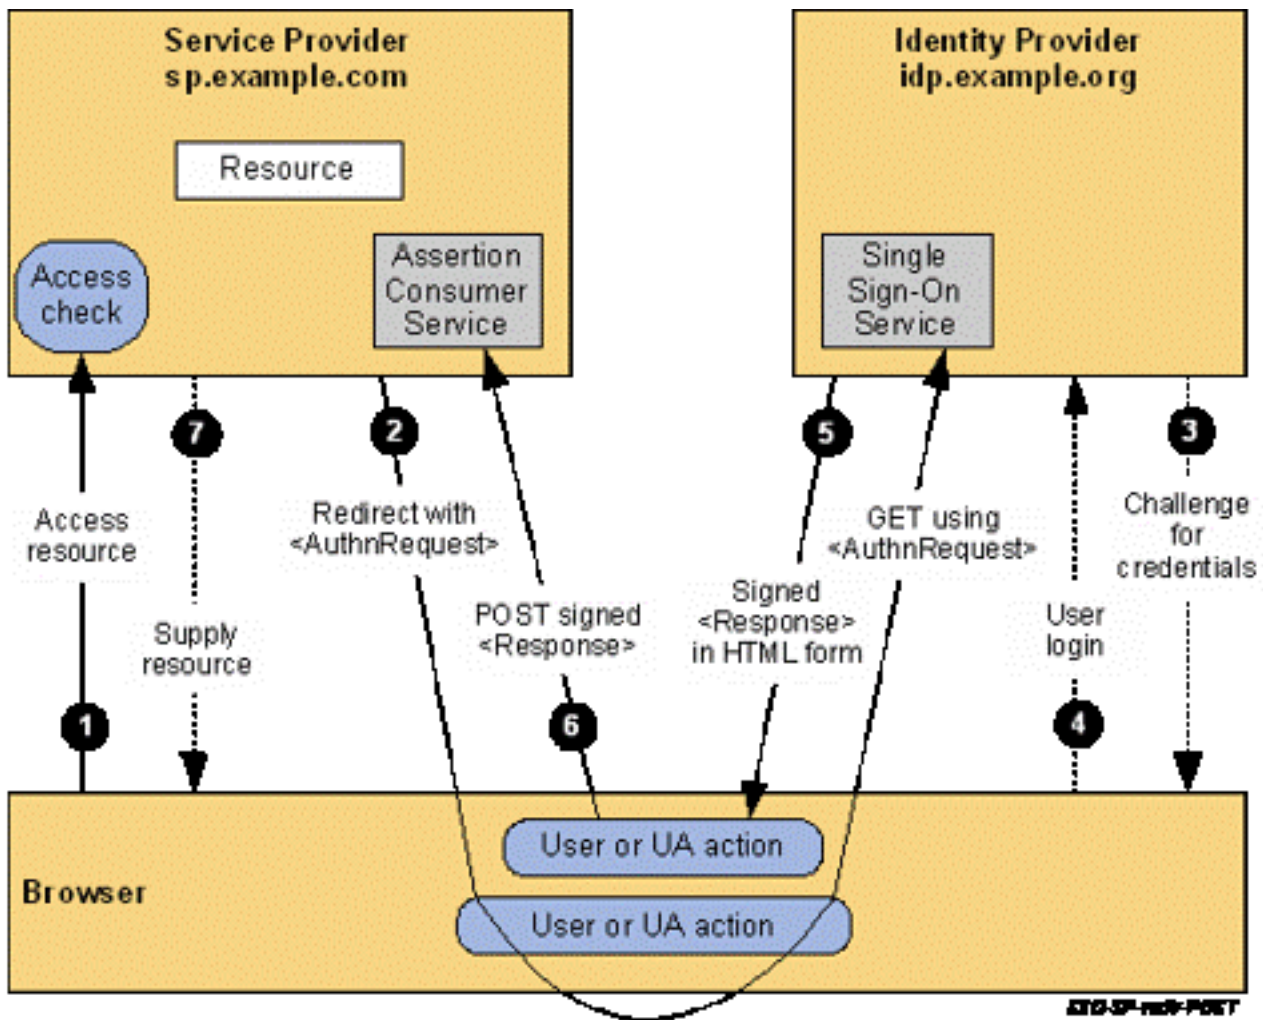 Service Provider
sp.example.com
Identity Provider
idp.example.org
Resource
Access
check
Assertion
Consumer
Service
Single
Sign-On
Service
7
2
5
3
Access
resource
Redirect with
<AuthnRequest>
GET using
<AuthnRequest>
Challenge
for
credentials
Supply
resource
POST signed
<Response>
Signed
<Response>
in HTML form
User
login
1
6
4
User or UA action
Browser
User or UA action